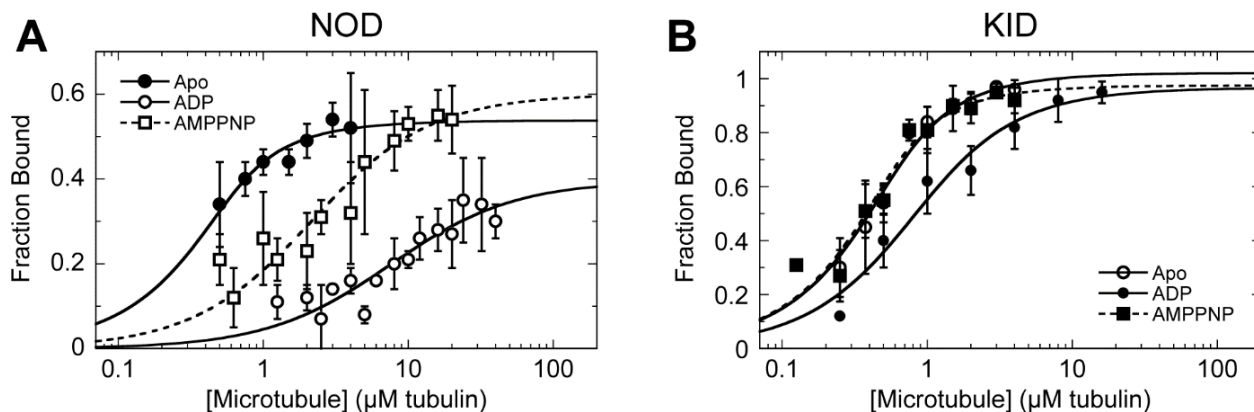 A
NOD
Apo
ADP
AMPPNP
Fraction Bound
0.6
0.4
0.2
0
0.1
1
10
100
[Microtubule] (µM tubulin)
B
KID
Apo
ADP
AMPPNP
Fraction Bound
1
0.8
0.6
0.4
0.2
0
0.1
1
10
100
[Microtubule] (µM tubulin)